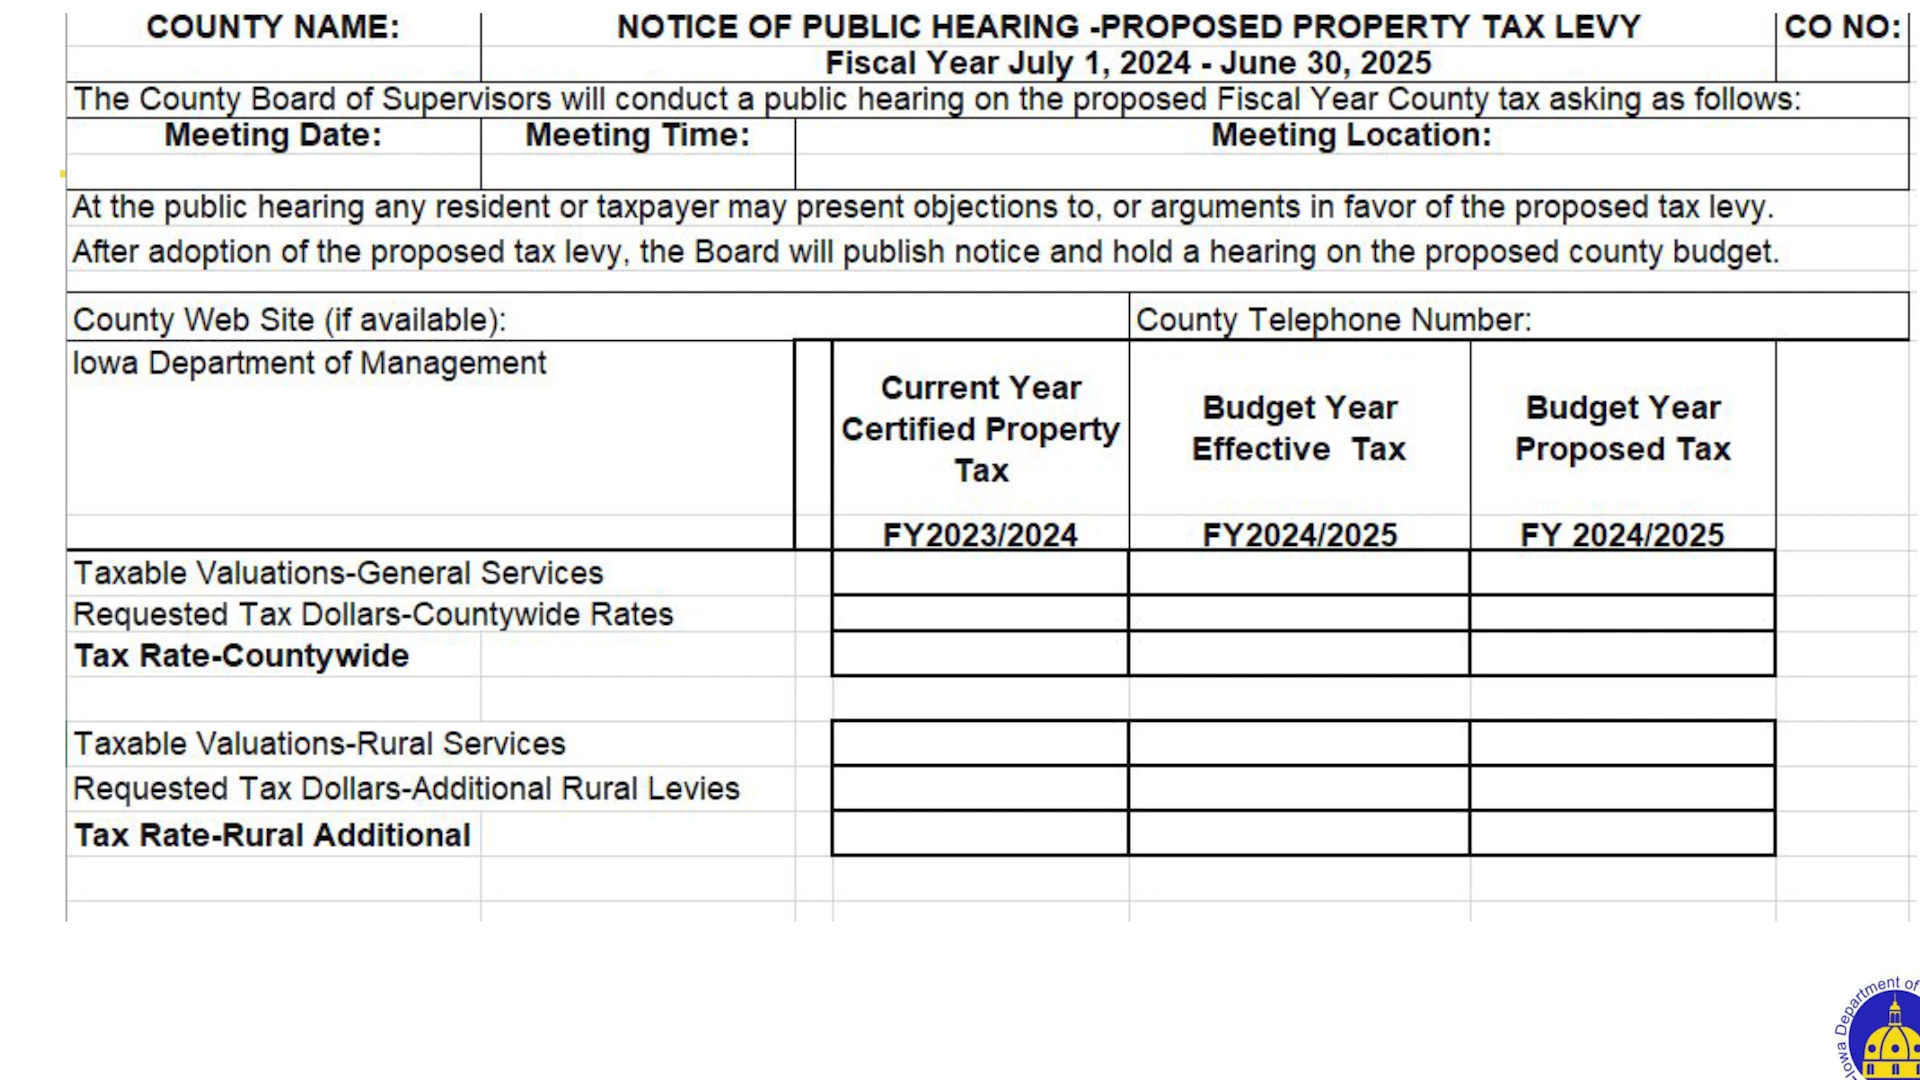 COUNTY NAME: NOTICE OF PUBLIC HEARING -PROPOSED PROPERTY TAX LEVY CO NO:
Fiscal Year July 1, 2024 - June 30, 2025
The County Board of Supervisors will conduct a public hearing on the proposed Fiscal Year County tax asking as follows:
Meeting Date: Meeting Time: Meeting Location:
At the public hearing any resident or taxpayer may present objections to, or arguments in favor of the proposed tax levy.
After adoption of the proposed tax levy, the Board will publish notice and hold a hearing on the proposed county budget.
County Web Site (if available): County Telephone Number:
Iowa Department of Management
Current Year
Certified Property
Tax
FY2023/2024
Budget Year
Effective Tax
FY2024/2025
Budget Year
Proposed Tax
FY 2024/2025
Taxable Valuations-General Services
Requested Tax Dollars-Countywide Rates
Tax Rate-Countywide
Taxable Valuations-Rural Services
Requested Tax Dollars-Additional Rural Levies
Tax Rate-Rural Additional
Iowa Department of